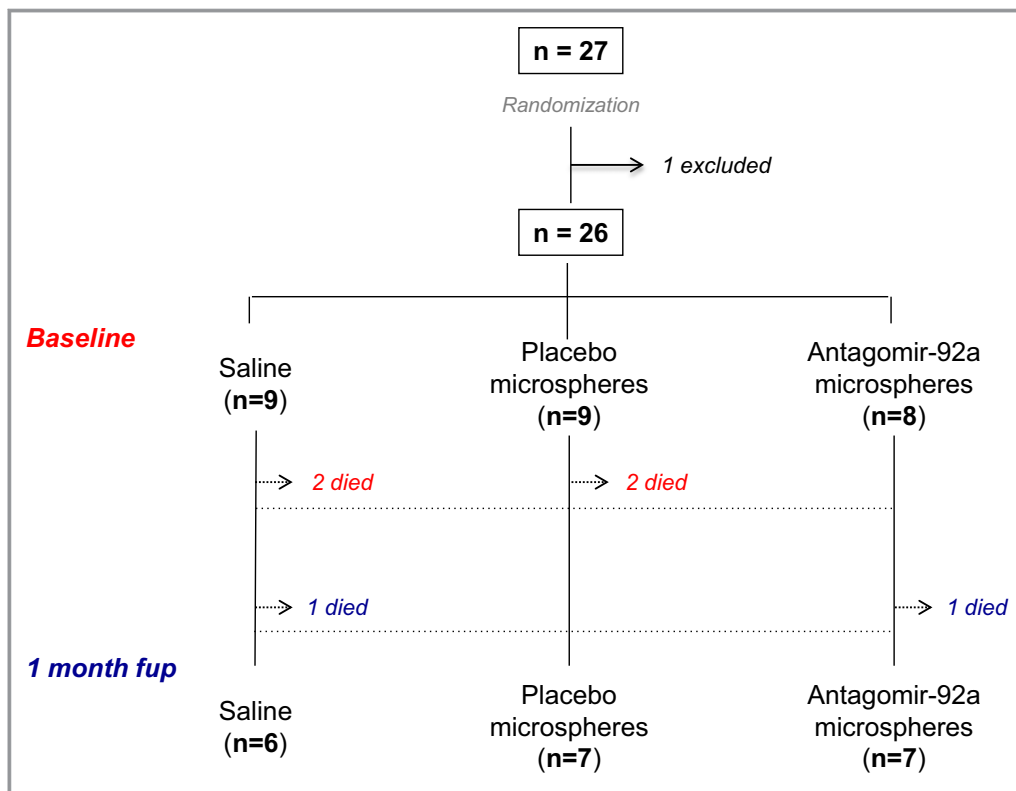 n = 27
Randomization
1 excluded
n = 26
Baseline
Saline
(n=9)
Placebo
microspheres
(n=9)
Antagomir-92a
microspheres
(n=8)
2 died
2 died
1 died
1 died
1 month fup
Saline
(n=6)
Placebo
microspheres
(n=7)
Antagomir-92a
microspheres
(n=7)